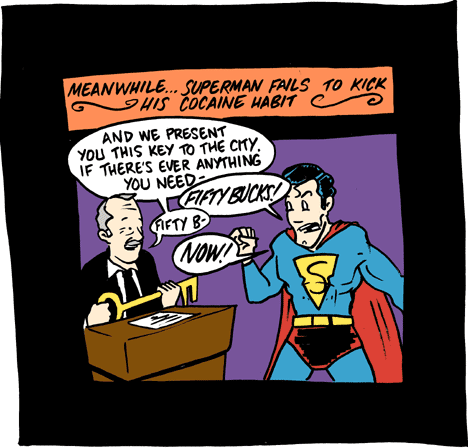 MEANWHILE... SUPERMAN FAILS TO KICK
HIS COCAINE HABIT
AND WE PRESENT
YOU THIS KEY TO THE CITY.
IF THERE'S EVER ANYTHING
YOU NEED-
FIFTY BUCKS!
FIFTY B-
NOW!
S